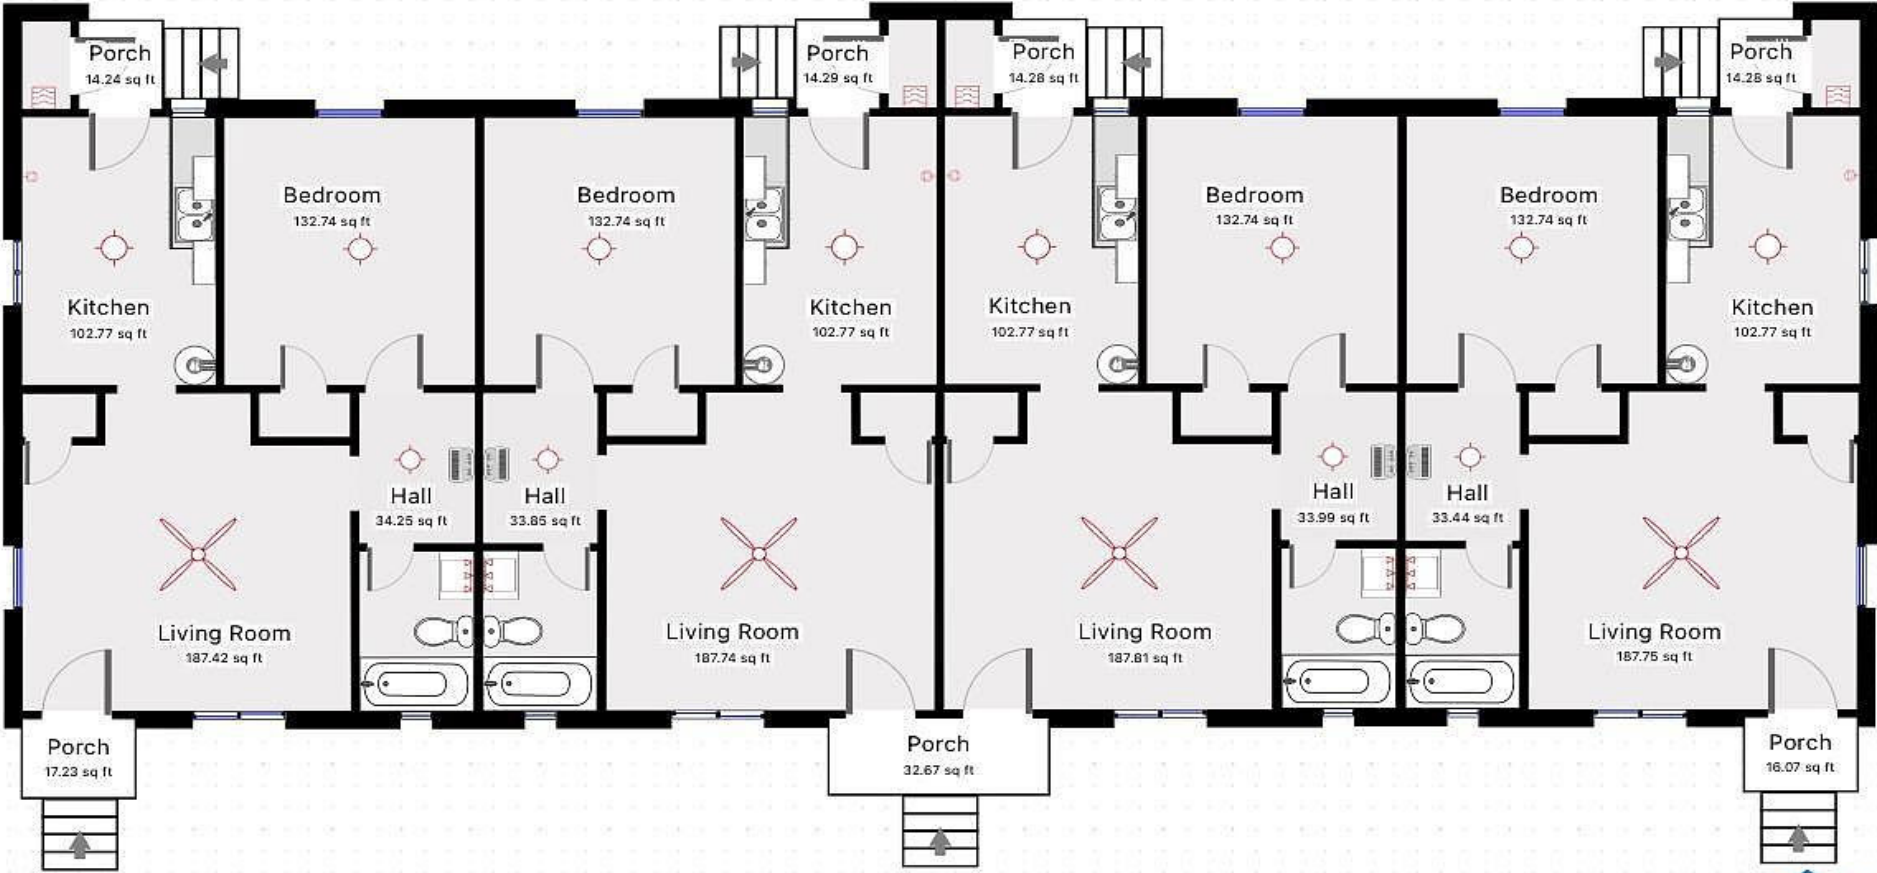 Porch
14.24 sq ft
Porch
14.29 sq ft
Porch
14.28 sq ft
Porch
14.28 sq ft
Bedroom
132.74 sq ft
Bedroom
132.74 sq ft
Bedroom
132.74 sq ft
Bedroom
132.74 sq ft
Kitchen
102.77 sq ft
Kitchen
102.77 sq ft
Kitchen
102.77 sq ft
Kitchen
102.77 sq ft
Hall
34.25 sq ft
Hall
33.85 sq ft
Hall
33.99 sq ft
Hall
33.44 sq ft
Living Room
187.42 sq ft
Living Room
187.74 sq ft
Living Room
187.81 sq ft
Living Room
187.75 sq ft
Porch
17.23 sq ft
Porch
32.67 sq ft
Porch
16.07 sq ft